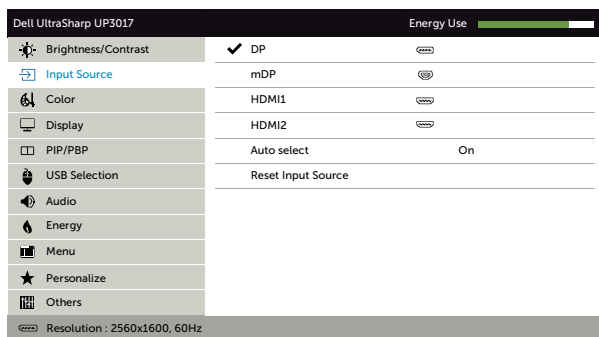 Dell UltraSharp UP3017 Energy Use
Brightness/Contrast DP
Input Source mDP
Color HDMI1
Display HDMI2
PIP/PBP Auto select On
USB Selection Reset Input Source
Audio
Energy
Menu
Personalize
Others
Resolution : 2560x1600, 60Hz